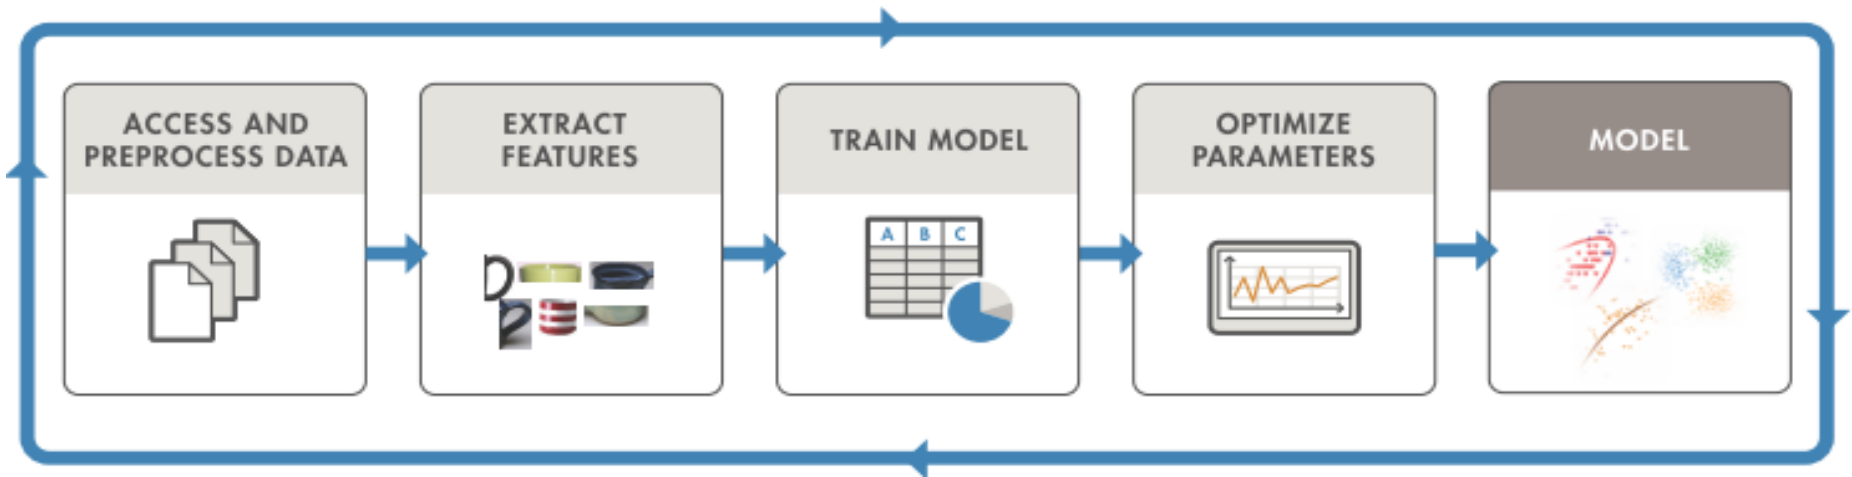 ACCESS AND
PREPROCESS DATA
EXTRACT
FEATURES
TRAIN MODEL
A B C
OPTIMIZE
PARAMETERS
MODEL